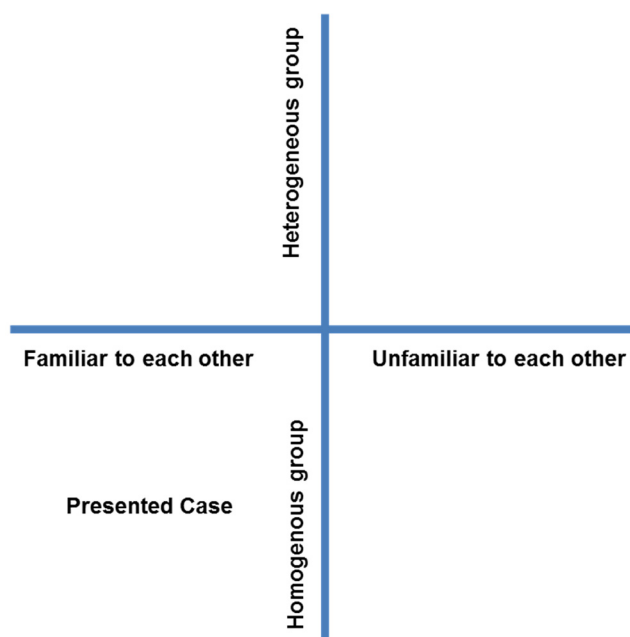 Heterogeneous group
Familiar to each other
Unfamiliar to each other
Homogenous group
Presented Case